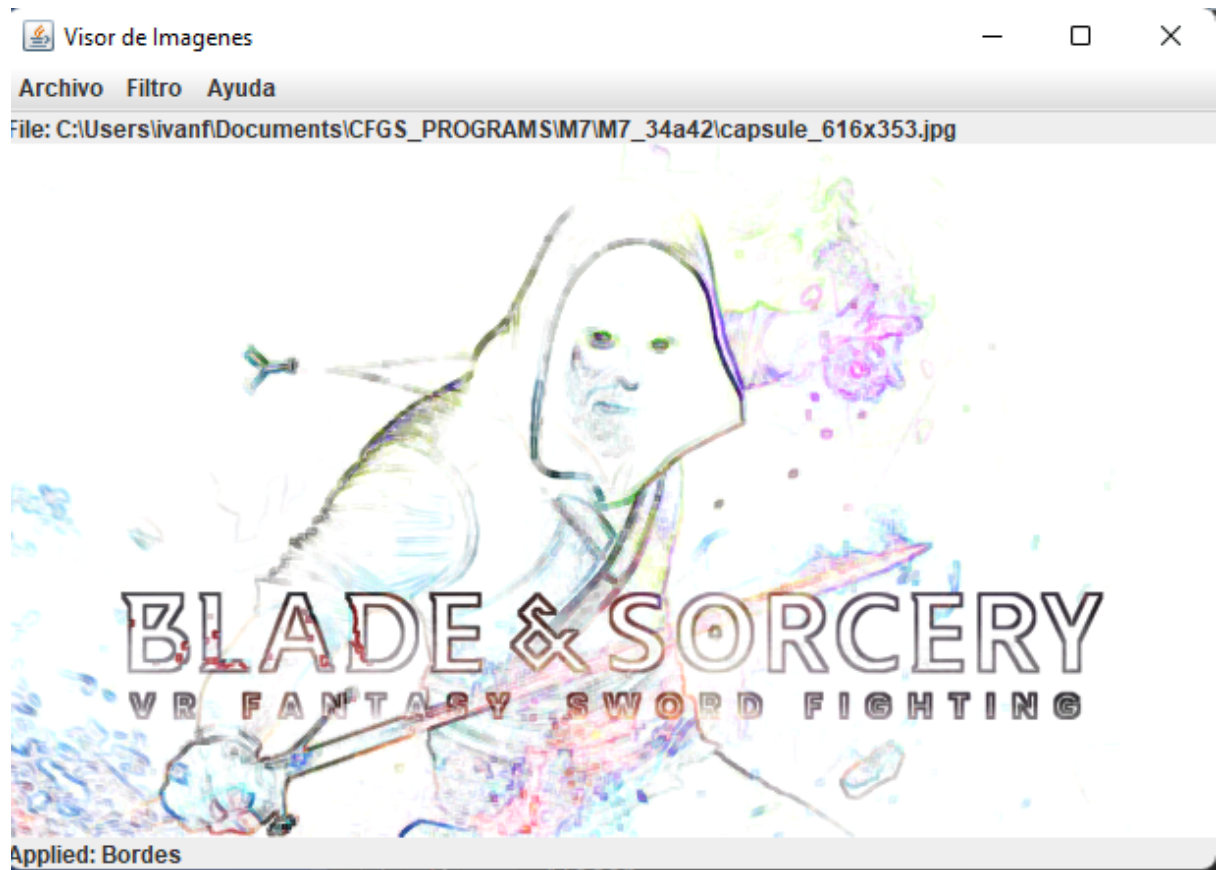 Visor de Imagenes
Archivo Filtro Ayuda
File: C:\Users\ivanf\Documents\CFGS_PROGRAMS\M7\M7_34a42\capsule_616x353.jpg
BLADE & SORCERY
VR FANTASY SWORD FIGHTING
Applied: Bordes